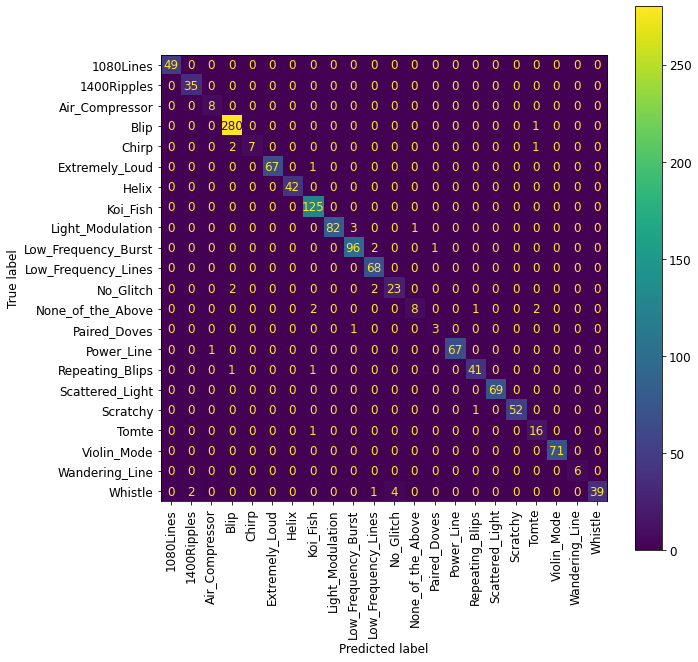 True label
1080Lines 49 0 0 0 0 0 0 0 0 0 0 0 0 0 0 0 0 0 0 0 0 0
1400Ripples 0 35 0 0 0 0 0 0 0 0 0 0 0 0 0 0 0 0 0 0 0 0
Air_Compressor 0 0 8 0 0 0 0 0 0 0 0 0 0 0 0 0 0 0 0 0 0 0
Blip 0 0 0 280 0 0 0 0 0 0 0 0 0 0 0 0 0 0 1 0 0 0
Chirp 0 0 0 2 7 0 0 0 0 0 0 0 0 0 0 0 0 0 1 0 0 0
Extremely_Loud 0 0 0 0 0 67 0 1 0 0 0 0 0 0 0 0 0 0 0 0 0 0
Helix 0 0 0 0 0 0 42 0 0 0 0 0 0 0 0 0 0 0 0 0 0 0
Koi_Fish 0 0 0 0 0 0 0 125 0 0 0 0 0 0 0 0 0 0 0 0 0 0
Light_Modulation 0 0 0 0 0 0 0 0 82 3 0 0 1 0 0 0 0 0 0 0 0 0
Low_Frequency_Burst 0 0 0 0 0 0 0 0 0 96 2 0 0 1 0 0 0 0 0 0 0 0
Low_Frequency_Lines 0 0 0 0 0 0 0 0 0 0 68 0 0 0 0 0 0 0 0 0 0 0
No_Glitch 0 0 0 2 0 0 0 0 0 0 2 23 0 0 0 0 0 0 0 0 0 0
None_of_the_Above 0 0 0 0 0 0 0 2 0 0 0 0 8 0 0 1 0 0 2 0 0 0
Paired_Doves 0 0 0 0 0 0 0 0 0 1 0 0 0 3 0 0 0 0 0 0 0 0
Power_Line 0 0 1 0 0 0 0 0 0 0 0 0 0 0 67 0 0 0 0 0 0 0
Repeating_Blips 0 0 0 1 0 0 0 1 0 0 0 0 0 0 0 41 0 0 0 0 0 0
Scattered_Light 0 0 0 0 0 0 0 0 0 0 0 0 0 0 0 0 69 0 0 0 0 0
Scratchy 0 0 0 0 0 0 0 0 0 0 0 0 0 0 0 1 0 52 0 0 0 0
Tomte 0 0 0 0 0 0 0 1 0 0 0 0 0 0 0 0 0 0 16 0 0 0
Violin_Mode 0 0 0 0 0 0 0 0 0 0 0 0 0 0 0 0 0 0 0 71 0 0
Wandering_Line 0 0 0 0 0 0 0 0 0 0 0 0 0 0 0 0 0 0 0 0 6 0
Whistle 0 2 0 0 0 0 0 0 0 0 1 4 0 0 0 0 0 0 0 0 0 39
1080Lines
1400Ripples
Air_Compressor
Blip
Chirp
Extremely_Loud
Helix
Koi_Fish
Light_Modulation
Low_Frequency_Burst
Low_Frequency_Lines
No_Glitch
None_of_the_Above
Paired_Doves
Power_Line
Repeating_Blips
Scattered_Light
Scratchy
Tomte
Violin_Mode
Wandering_Line
Whistle
Predicted label
250
200
150
100
50
0